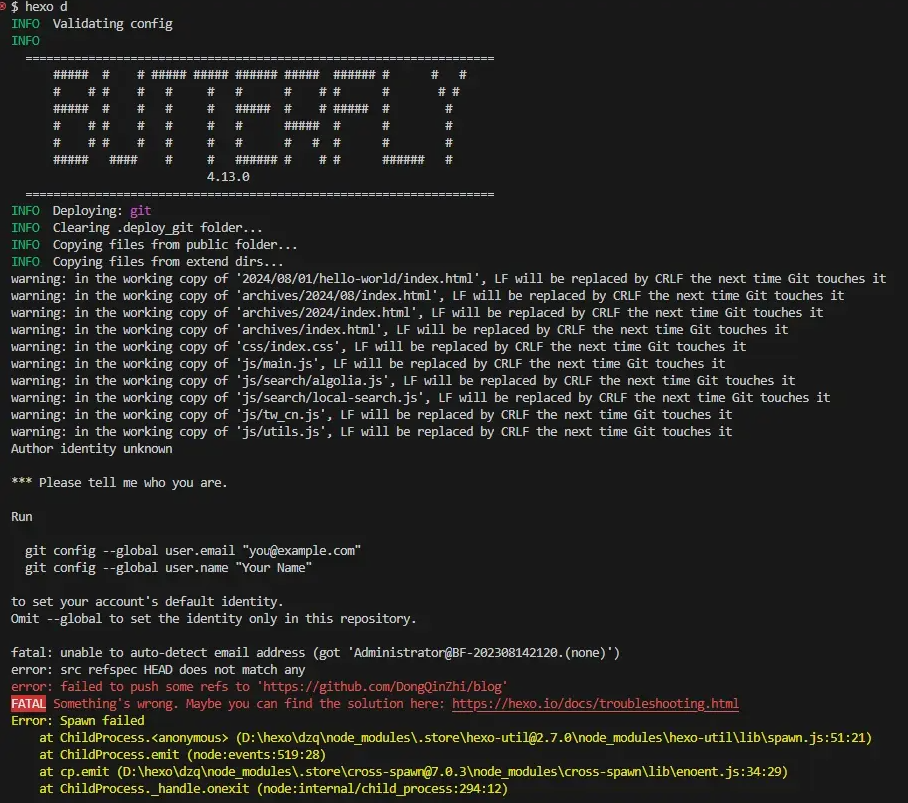 $ hexo d
INFO  Validating config
INFO
  ===================================================================
      #####  #    # ##### ##### ###### #####  ###### #      #   #
      #    # #    #   #     #   #      #    # #      #       # #
      #####  #    #   #     #   #####  #    # #####  #        #
      #    # #    #   #     #   #      #####  #      #        #
      #    # #    #   #     #   #      #   #  #      #        #
      #####   ####    #     #   ###### #    # #      ######   #
                            4.13.0
  ===================================================================
INFO  Deploying: git
INFO  Clearing .deploy_git folder...
INFO  Copying files from public folder...
INFO  Copying files from extend dirs...
warning: in the working copy of '2024/08/01/hello-world/index.html', LF will be replaced by CRLF the next time Git touches it
warning: in the working copy of 'archives/2024/08/index.html', LF will be replaced by CRLF the next time Git touches it
warning: in the working copy of 'archives/2024/index.html', LF will be replaced by CRLF the next time Git touches it
warning: in the working copy of 'archives/index.html', LF will be replaced by CRLF the next time Git touches it
warning: in the working copy of 'css/index.css', LF will be replaced by CRLF the next time Git touches it
warning: in the working copy of 'js/main.js', LF will be replaced by CRLF the next time Git touches it
warning: in the working copy of 'js/search/algolia.js', LF will be replaced by CRLF the next time Git touches it
warning: in the working copy of 'js/search/local-search.js', LF will be replaced by CRLF the next time Git touches it
warning: in the working copy of 'js/tw_cn.js', LF will be replaced by CRLF the next time Git touches it
warning: in the working copy of 'js/utils.js', LF will be replaced by CRLF the next time Git touches it
Author identity unknown

*** Please tell me who you are.

Run

  git config --global user.email "you@example.com"
  git config --global user.name "Your Name"

to set your account's default identity.
Omit --global to set the identity only in this repository.

fatal: unable to auto-detect email address (got 'Administrator@BF-202308142120.(none)')
error: src refspec HEAD does not match any
error: failed to push some refs to 'https://github.com/DongQinZhi/blog'
FATAL Something's wrong. Maybe you can find the solution here: https://hexo.io/docs/troubleshooting.html
Error: Spawn failed
    at ChildProcess.<anonymous> (D:\hexo\dzq\node_modules\.store\hexo-util@2.7.0\node_modules\hexo-util\lib\spawn.js:51:21)
    at ChildProcess.emit (node:events:519:28)
    at cp.emit (D:\hexo\dzq\node_modules\.store\cross-spawn@7.0.3\node_modules\cross-spawn\lib\enoent.js:34:29)
    at ChildProcess._handle.onexit (node:internal/child_process:294:12)